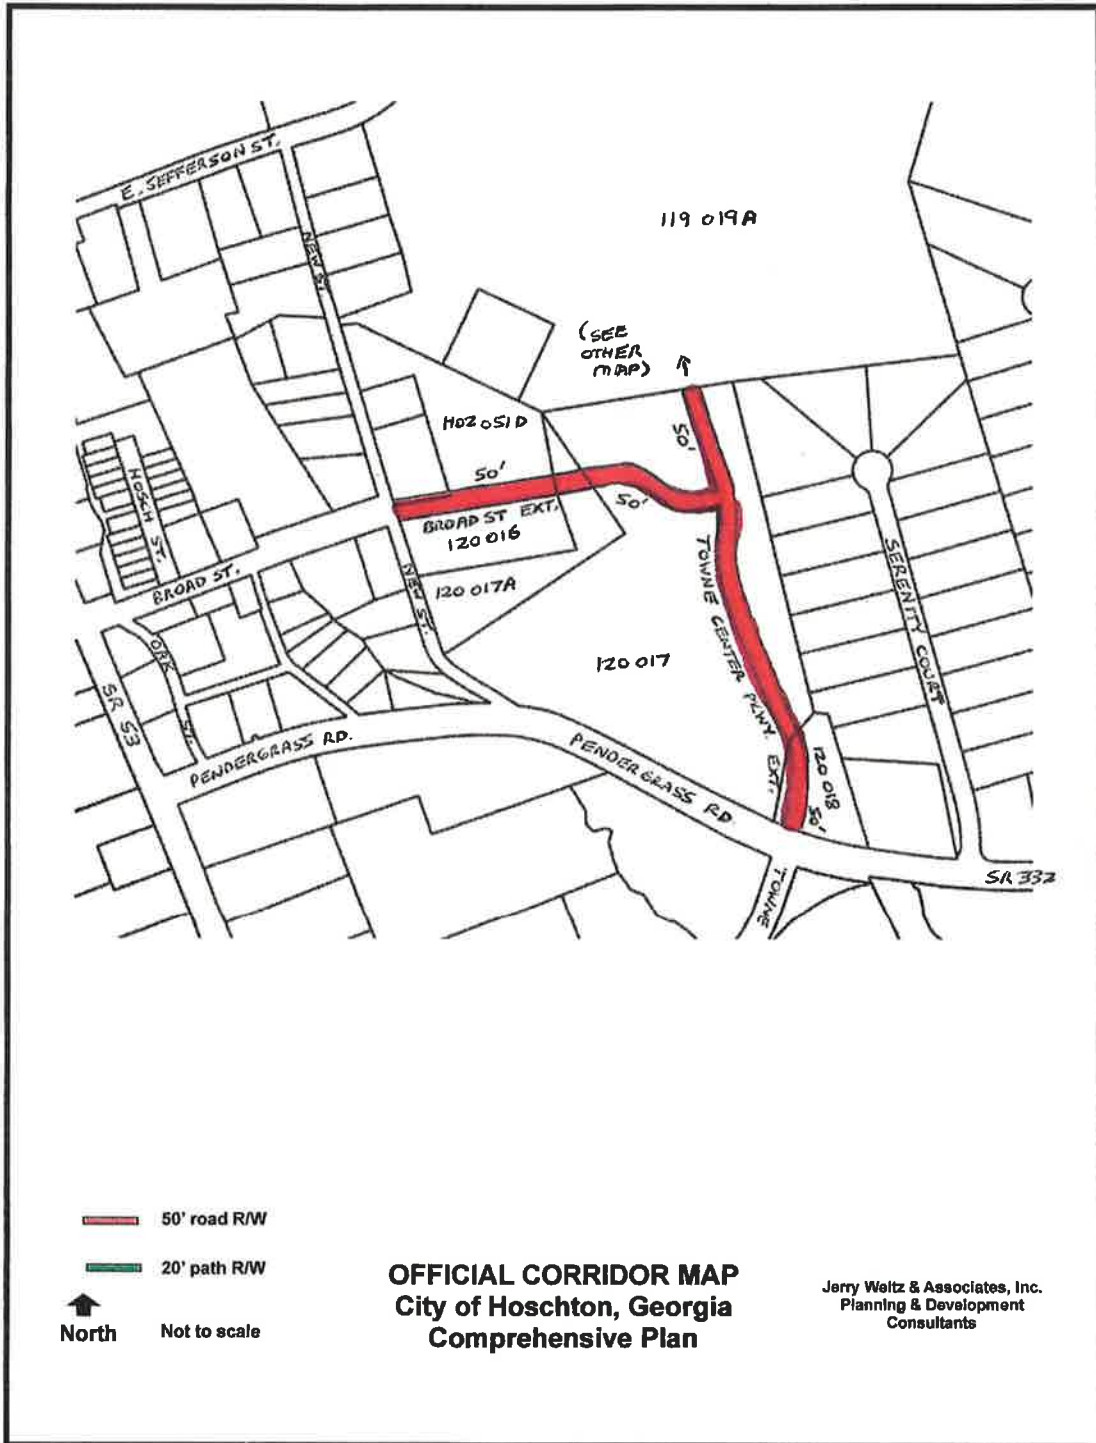 E. JEFFERSON ST.
NEW ST.
119 019A
(SEE
OTHER
MAP)
H02 051D
50'
50'
50'
BROAD ST EXT.
120 016
HOSCH ST.
BROAD ST.
NEW ST.
120 017A
TOWNE CENTER PKWY. EXT.
SERENITY COURT
120 017
OAK ST.
SR 53
PENDERGRASS RD.
PENDERGRASS RD.
120 018
50'
TOWNE
SR 332
50' road R/W
20' path R/W
North
Not to scale
OFFICIAL CORRIDOR MAP
City of Hoschton, Georgia
Comprehensive Plan
Jerry Weitz & Associates, Inc.
Planning & Development
Consultants